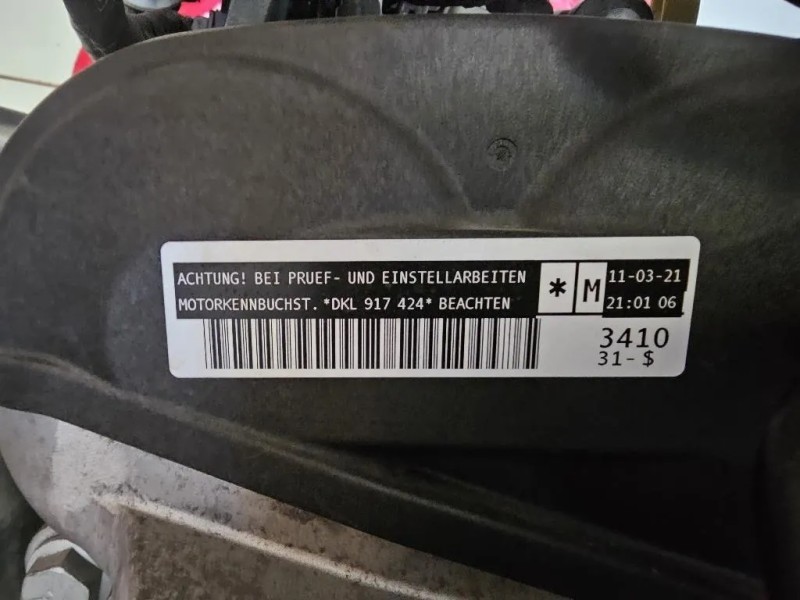 ACHTUNG! BEI PRUEF- UND EINSTELLARBEITEN * M 11-03-21
MOTORKENNBUCHST. *DKL 917 424* BEACHTEN 21:01 06
3410
31- $